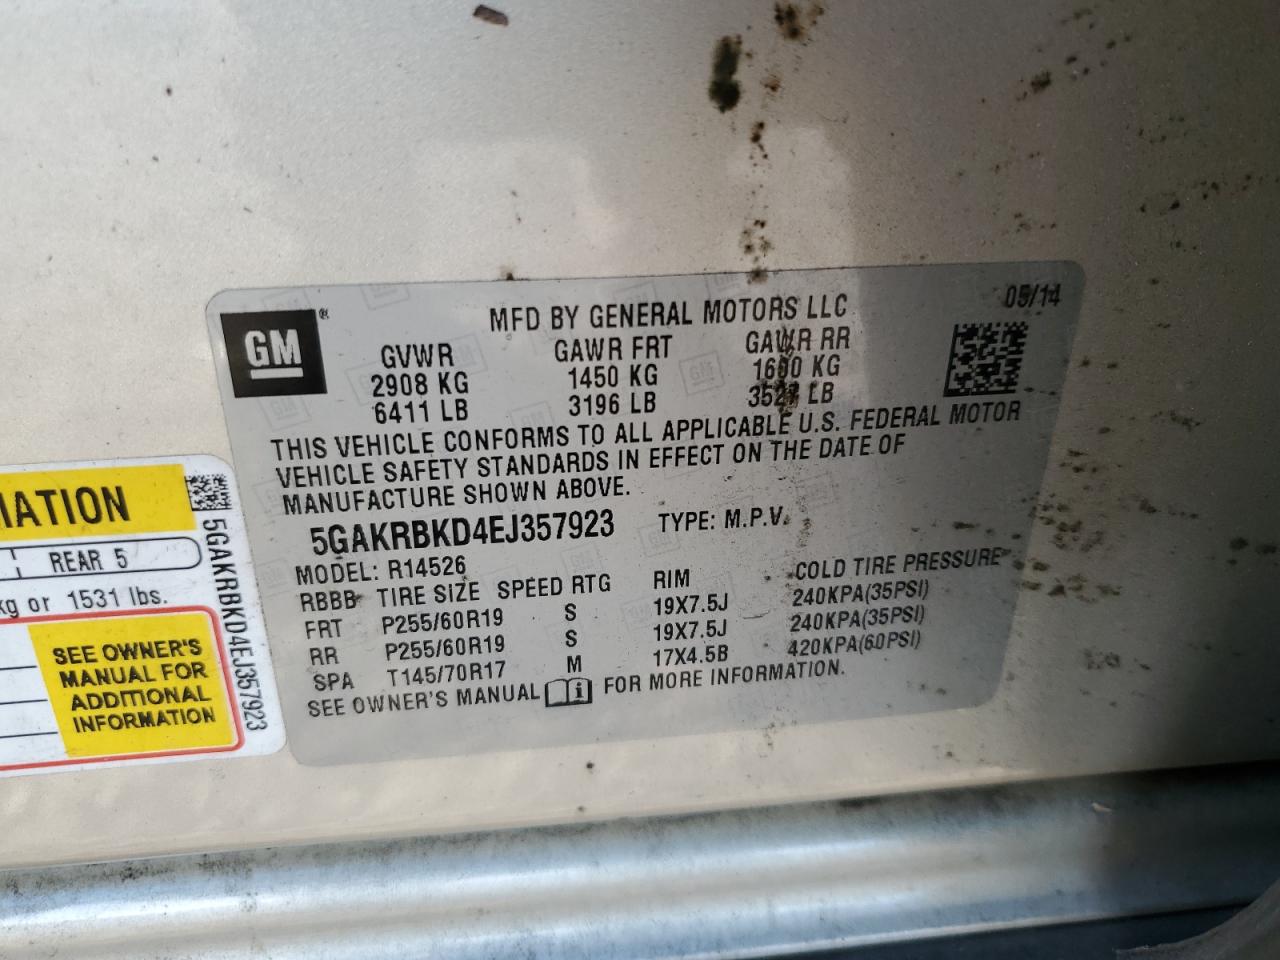 GM ®
MFD BY GENERAL MOTORS LLC
05/14
GVWR GAWR FRT GAWR RR
2908 KG 1450 KG 1600 KG
6411 LB 3196 LB 3527 LB
THIS VEHICLE CONFORMS TO ALL APPLICABLE U.S. FEDERAL MOTOR
VEHICLE SAFETY STANDARDS IN EFFECT ON THE DATE OF
MANUFACTURE SHOWN ABOVE.
5GAKRBKD4EJ357923 TYPE: M.P.V.
MODEL: R14526
RBBB TIRE SIZE SPEED RTG RIM COLD TIRE PRESSURE
FRT P255/60R19 S 19X7.5J 240KPA(35PSI)
RR P255/60R19 S 19X7.5J 240KPA(35PSI)
SPA T145/70R17 M 17X4.5B 420KPA(60PSI)
SEE OWNER'S MANUAL FOR MORE INFORMATION.
REAR 5
kg or 1531 lbs.
SEE OWNER'S
MANUAL FOR
ADDITIONAL
INFORMATION
5GAKRBKD4EJ357923